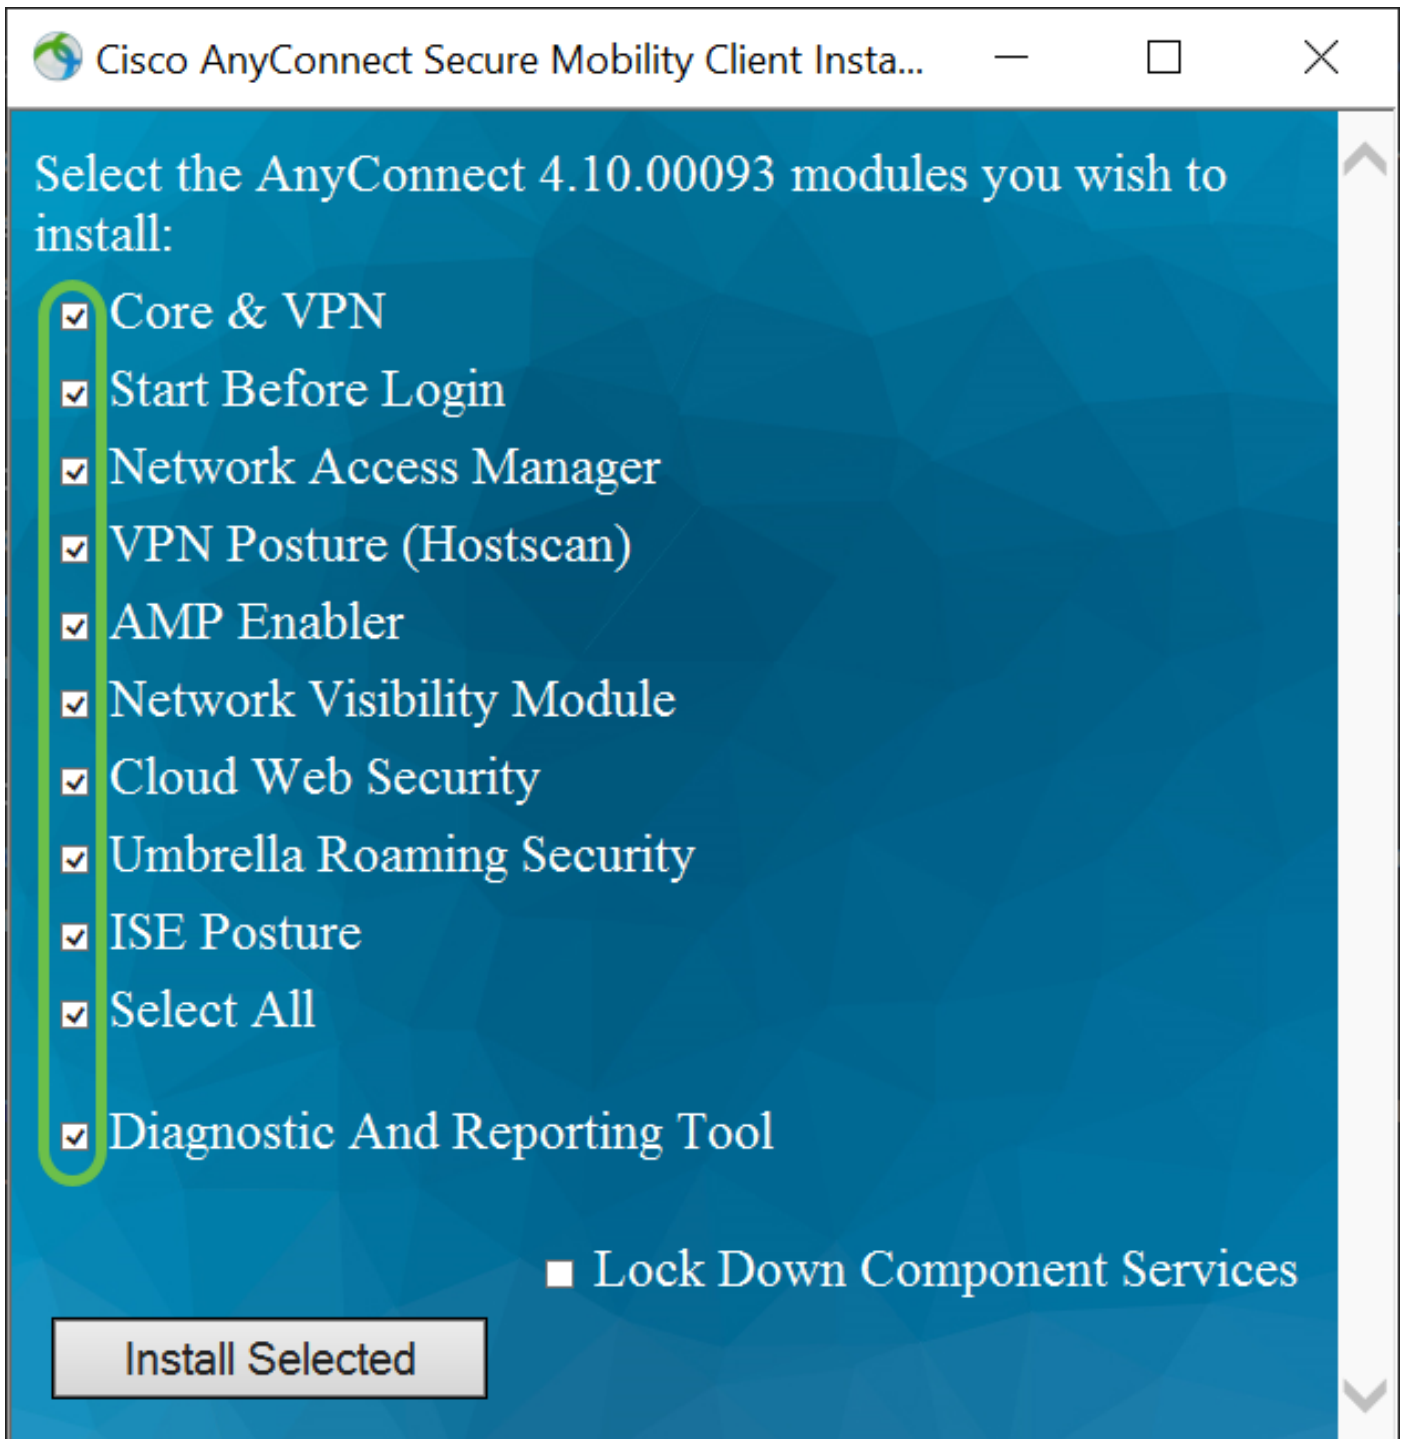 Cisco AnyConnect Secure Mobility Client Insta...
Select the AnyConnect 4.10.00093 modules you wish to
install:
Core & VPN
Start Before Login
Network Access Manager
VPN Posture (Hostscan)
AMP Enabler
Network Visibility Module
Cloud Web Security
Umbrella Roaming Security
ISE Posture
Select All
Diagnostic And Reporting Tool
Lock Down Component Services
Install Selected